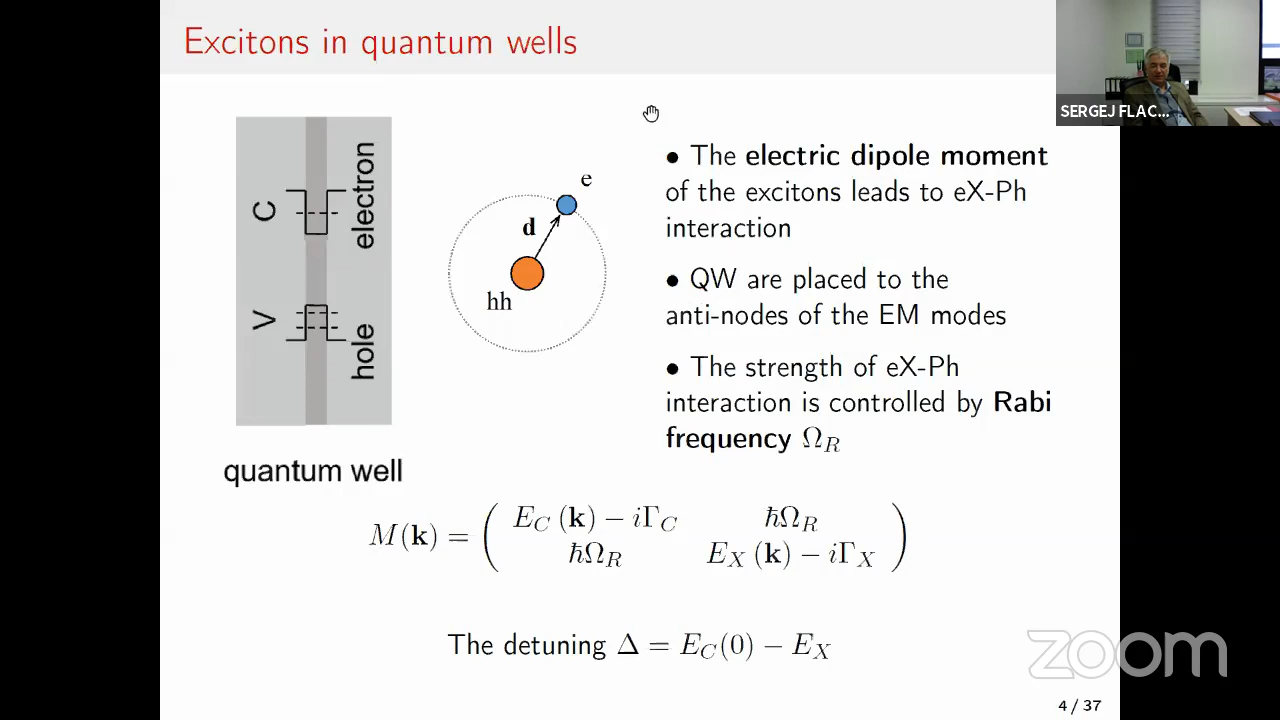 Excitons in quantum wells
SERGEJ FLAC...
C
electron
V
hole
quantum well
e
d
hh
• The electric dipole moment
of the excitons leads to eX-Ph
interaction
• QW are placed to the
anti-nodes of the EM modes
• The strength of eX-Ph
interaction is controlled by Rabi
frequency Ω_R
M(k) = ( E_C (k) − iΓ_C   ℏΩ_R
ℏΩ_R   E_X (k) − iΓ_X )
The detuning Δ = E_C(0) − E_X
zoom
4 / 37